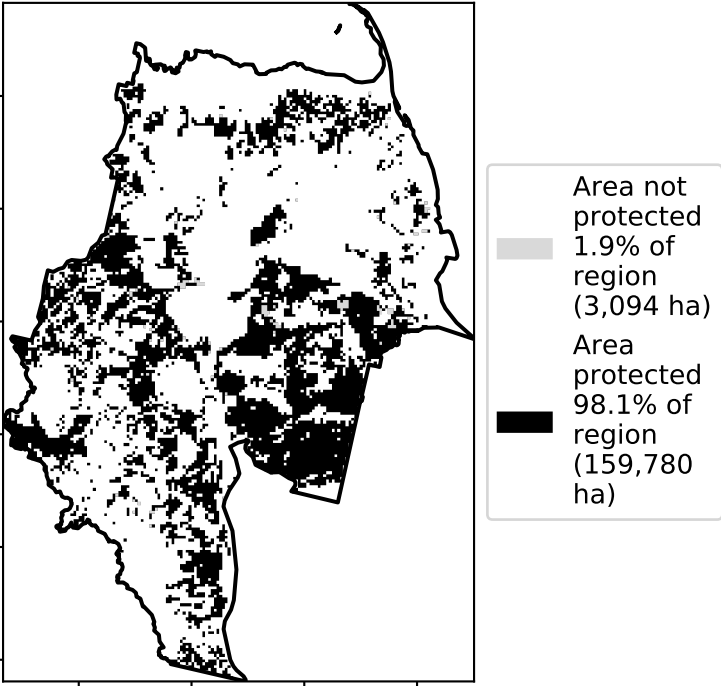 Area not
protected
1.9% of
region
(3,094 ha)
Area
protected
98.1% of
region
(159,780
ha)